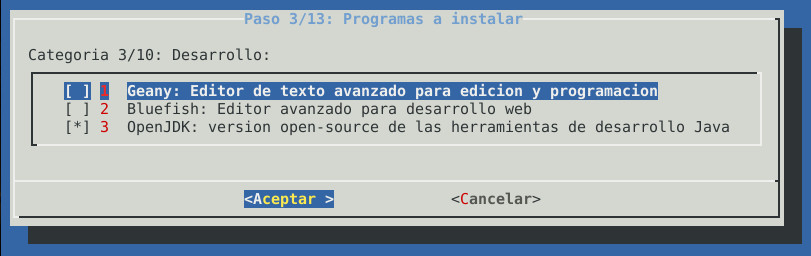 Paso 3/13: Programas a instalar
Categoria 3/10: Desarrollo:
[ ] 1 Geany: Editor de texto avanzado para edicion y programacion
[ ] 2 Bluefish: Editor avanzado para desarrollo web
[*] 3 OpenJDK: version open-source de las herramientas de desarrollo Java
<Aceptar > <Cancelar>